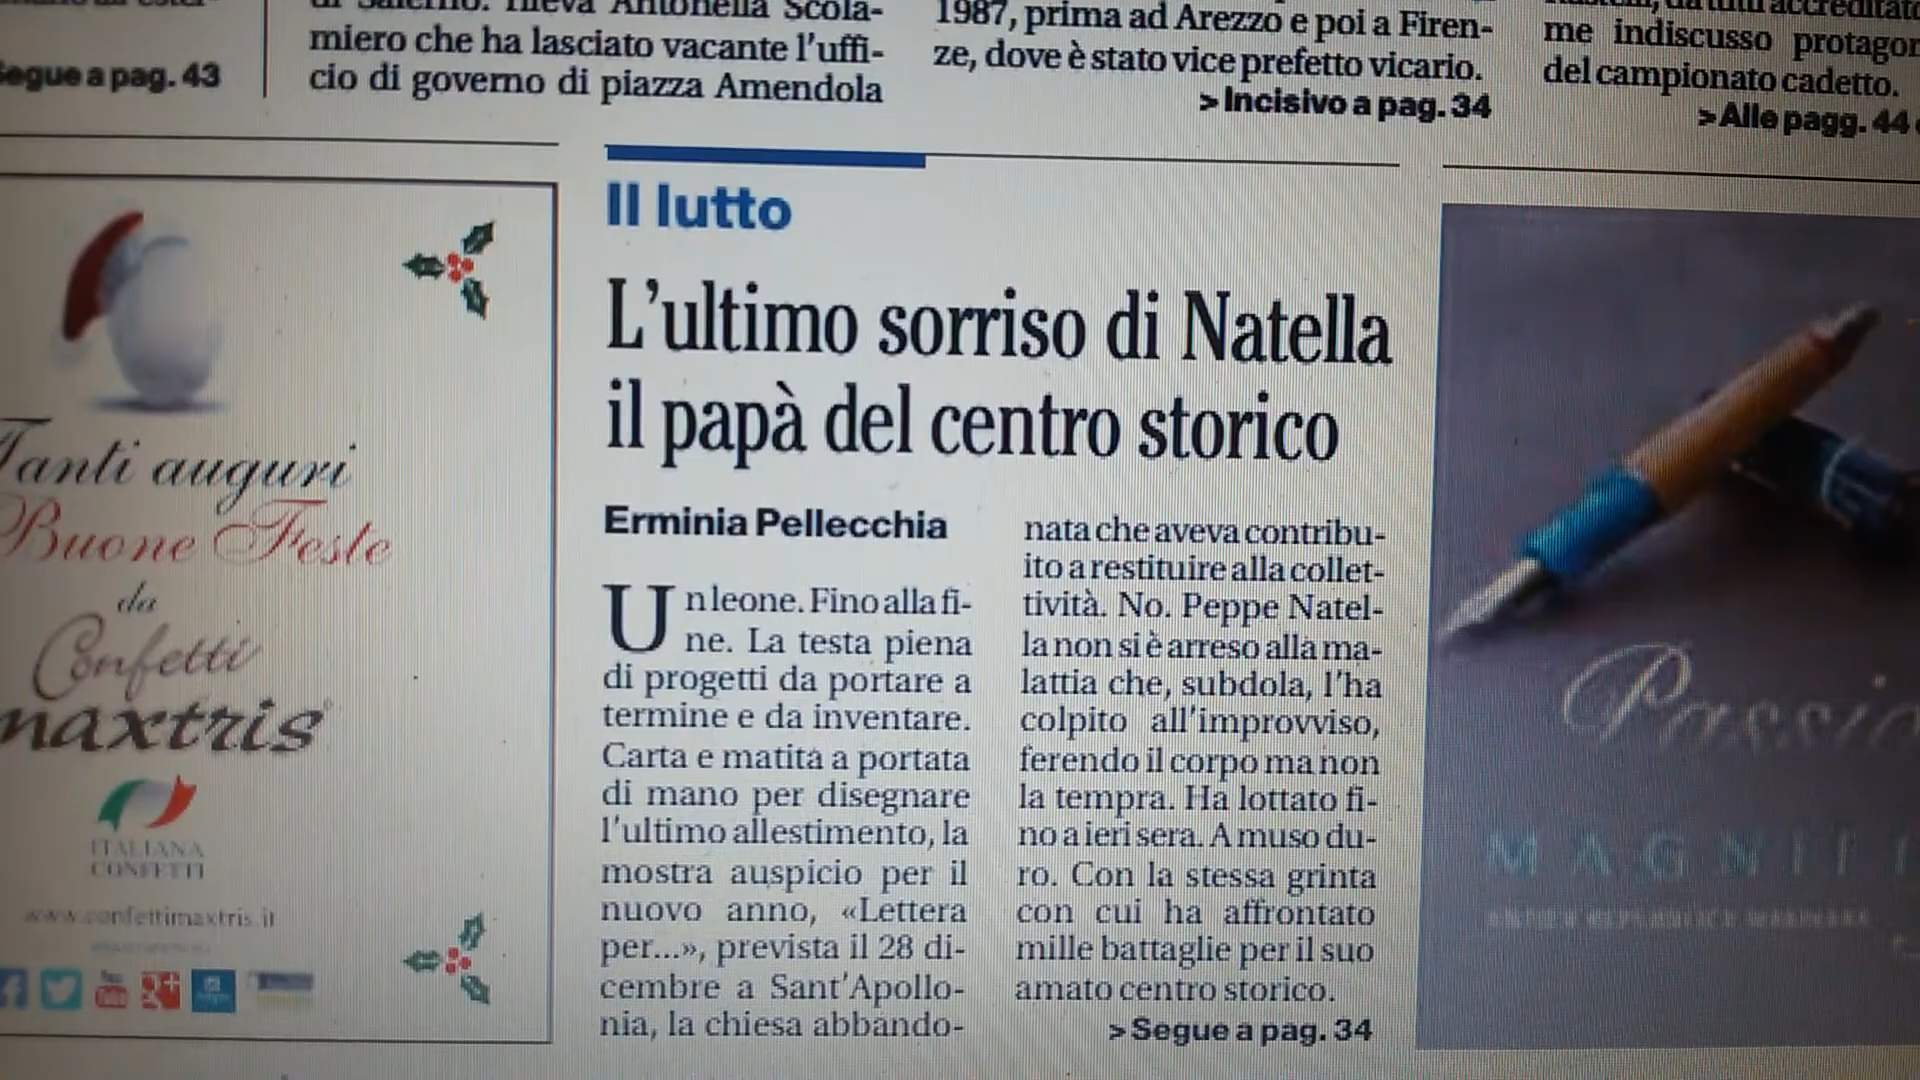 segue a pag. 43
miero che ha lasciato vacante l'uffi-
cio di governo di piazza Amendola
1987, prima ad Arezzo e poi a Firen-
ze, dove è stato vice prefetto vicario.
> Incisivo a pag. 34
me indiscusso
del campionato cadetto.
> Alle pagg. 44
Tanti auguri
Buone Feste
da
Confetti
maxtris
ITALIANA
CONFETTI
www.confettimaxtris.it
Il lutto
L'ultimo sorriso di Natella
il papà del centro storico
Erminia Pellecchia
Un leone. Fino alla fi-
ne. La testa piena
di progetti da portare a
termine e da inventare.
Carta e matita a portata
di mano per disegnare
l'ultimo allestimento, la
mostra auspicio per il
nuovo anno, «Lettera
per...», prevista il 28 di-
cembre a Sant'Apollo-
nia, la chiesa abbando-
nata che aveva contribu-
ito a restituire alla collet-
tività. No. Peppe Natel-
la non si è arreso alla ma-
lattia che, subdola, l'ha
colpito all'improvviso,
ferendo il corpo ma non
la tempra. Ha lottato fi-
no a ieri sera. A muso du-
ro. Con la stessa grinta
con cui ha affrontato
mille battaglie per il suo
amato centro storico.
> Segue a pag. 34